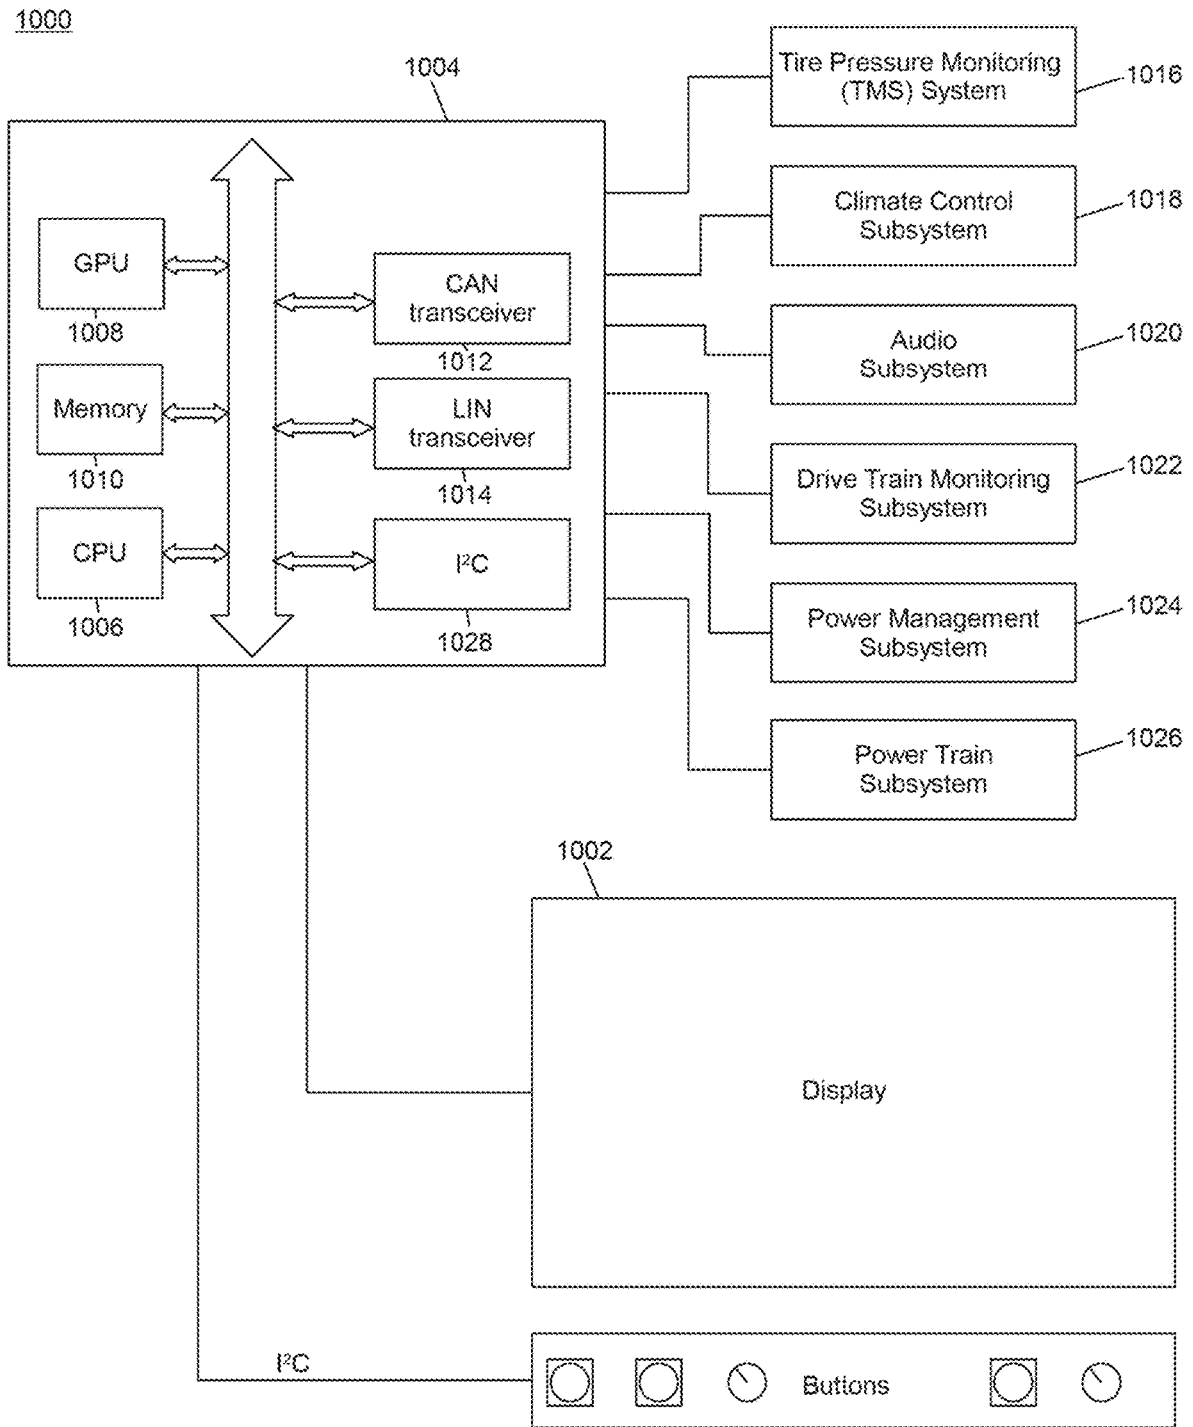 1000
1004
GPU
1008
Memory
1010
CPU
1006
CAN
transceiver
1012
LIN
transceiver
1014
I²C
1028
Tire Pressure Monitoring
(TMS) System
1016
Climate Control
Subsystem
1018
Audio
Subsystem
1020
Drive Train Monitoring
Subsystem
1022
Power Management
Subsystem
1024
Power Train
Subsystem
1026
1002
Display
I²C
Buttons